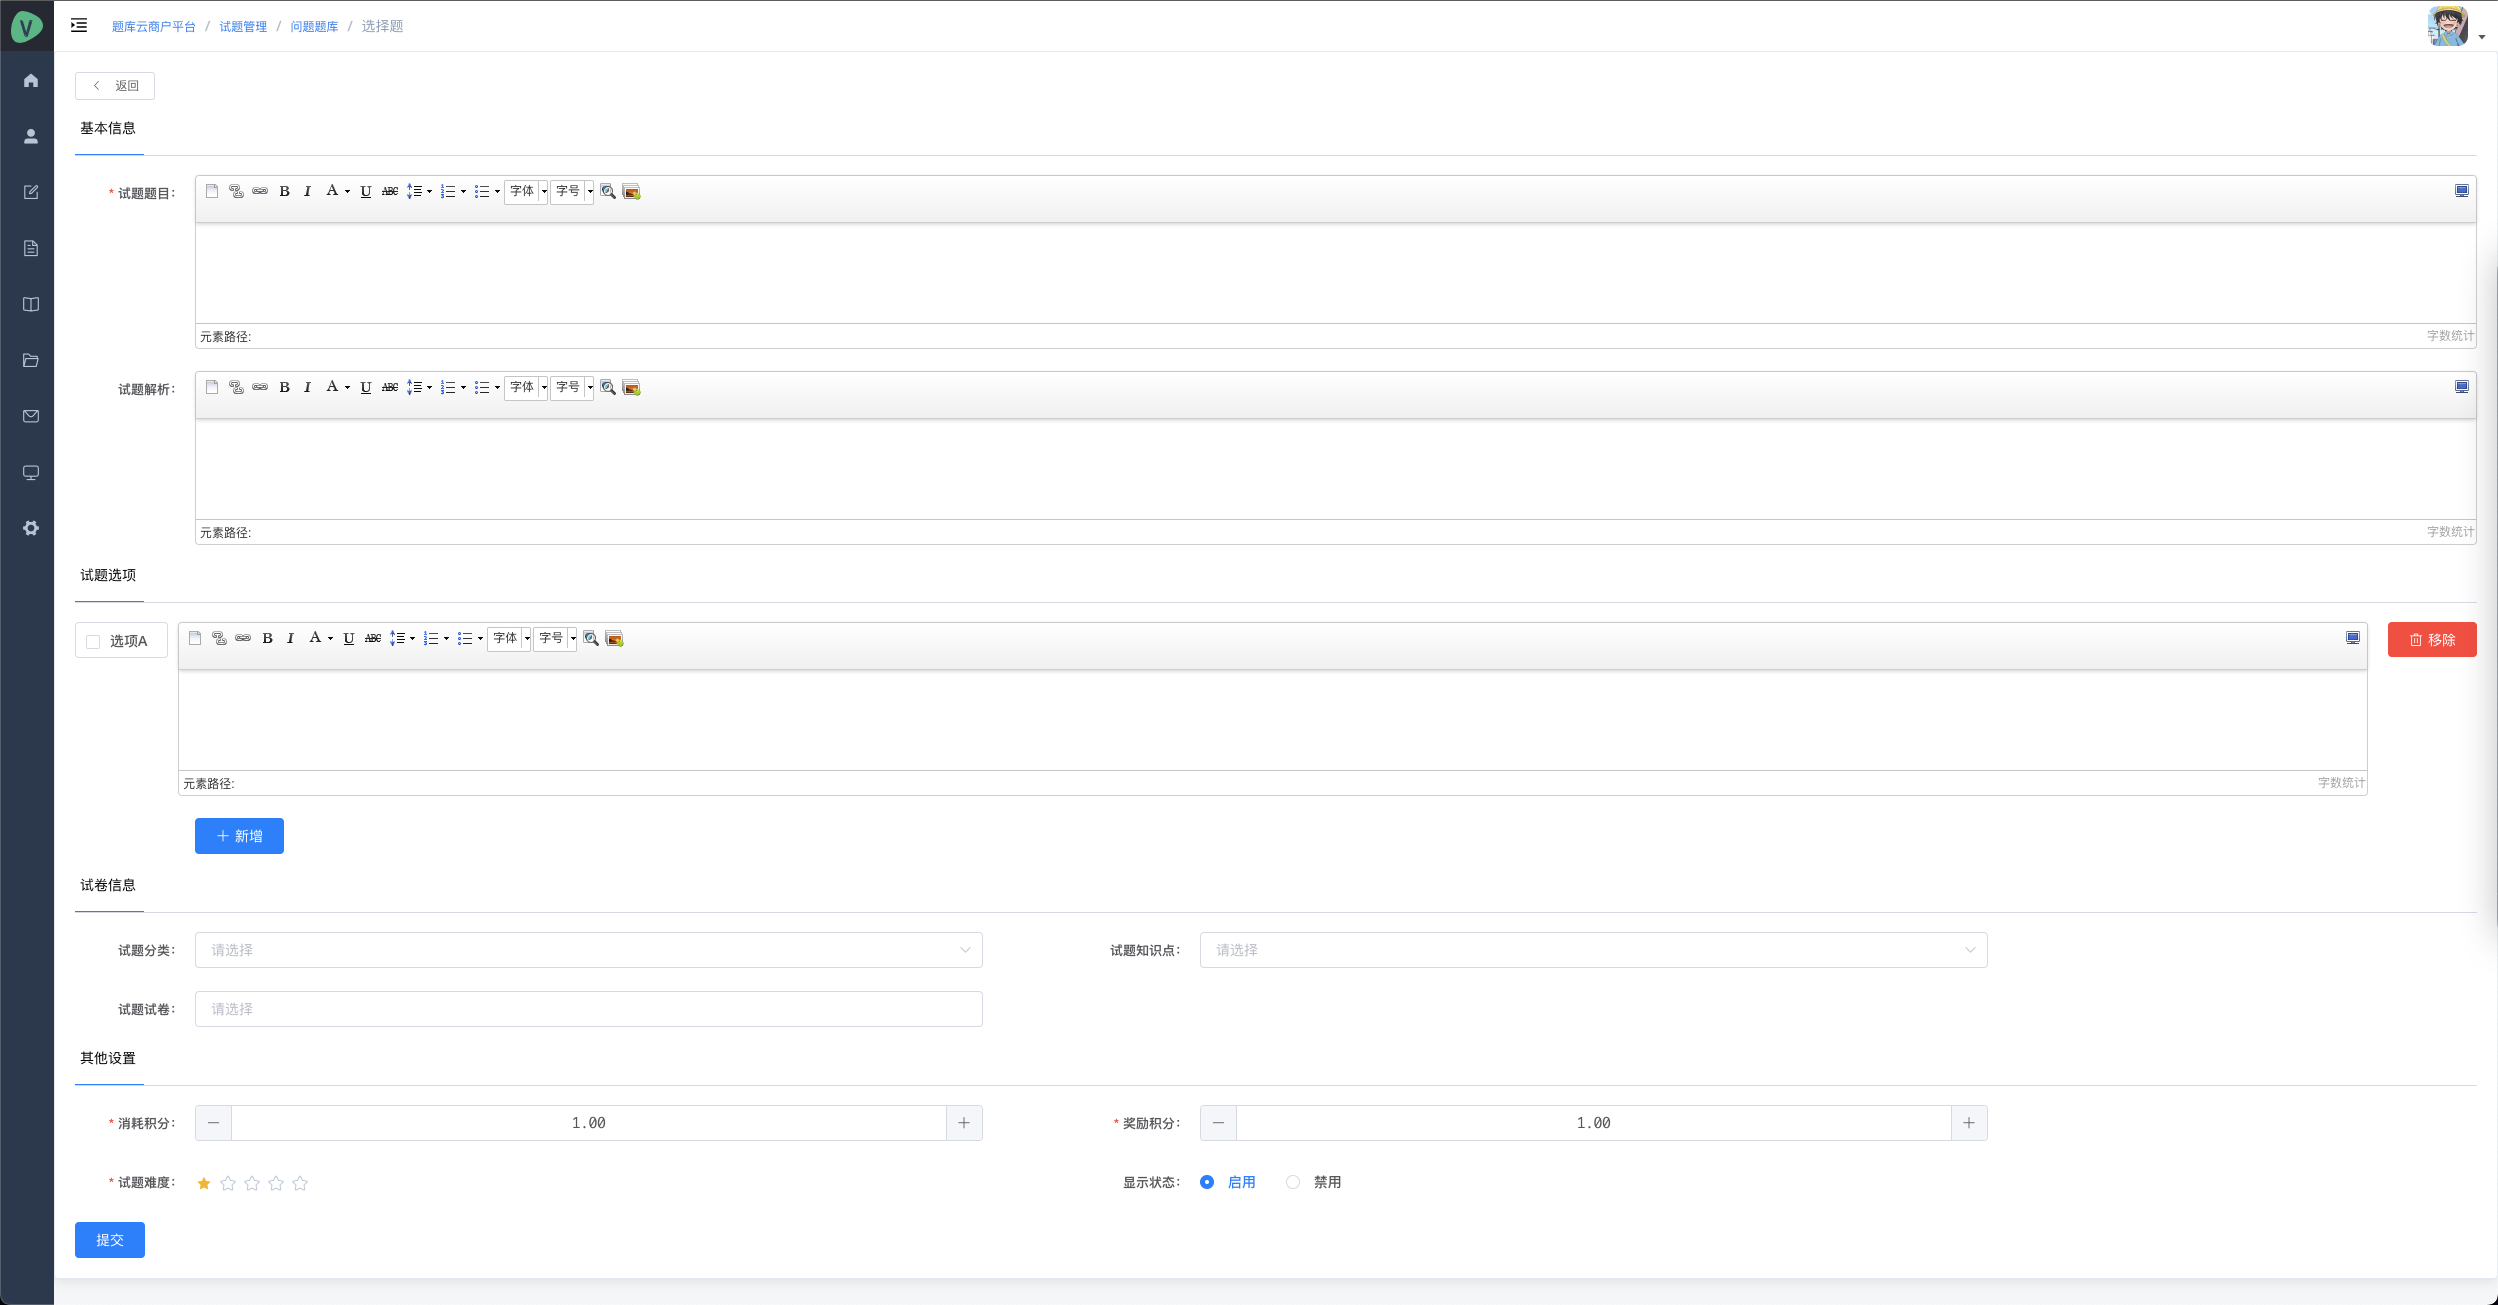 题库云商户平台 / 试题管理 / 问题题库 / 选择题
返回
基本信息
* 试题题目:
B I A U ABC 字体 字号
元素路径: 字数统计
试题解析:
B I A U ABC 字体 字号
元素路径: 字数统计
试题选项
选项A
B I A U ABC 字体 字号
移除
元素路径: 字数统计
新增
试卷信息
试题分类: 请选择
试题知识点: 请选择
试题试卷: 请选择
其他设置
* 消耗积分: 1.00
* 奖励积分: 1.00
* 试题难度:
显示状态: 启用 禁用
提交